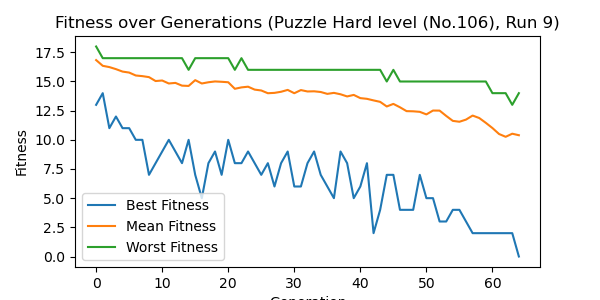 Fitness over Generations (Puzzle Hard level (No.106), Run 9)
Fitness
17.5
15.0
12.5
10.0
7.5
5.0
2.5
0.0
Best Fitness
Mean Fitness
Worst Fitness
0
10
20
30
40
50
60
Generation